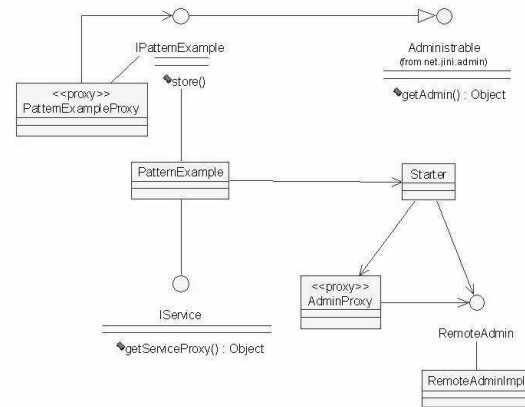 IPatternExample
Administrable
(from net.jini.admin)
store()
getAdmin() : Object
<<proxy>>
PatternExampleProxy
PatternExample
Starter
<<proxy>>
AdminProxy
IService
getServiceProxy() : Object
RemoteAdmin
RemoteAdminImpl